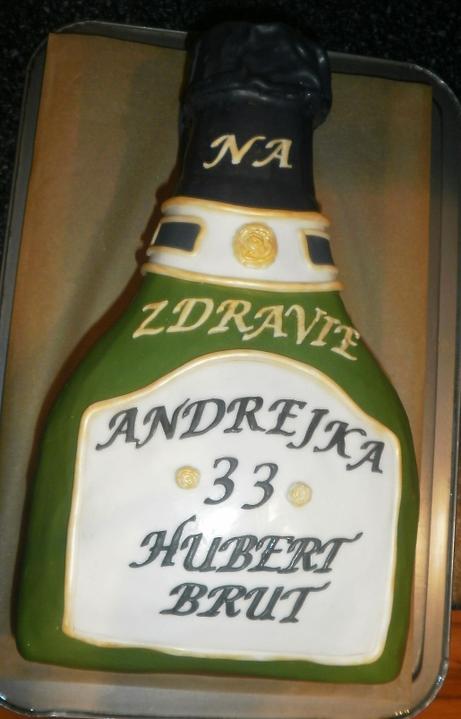 NA
ZDRAVIE
ANDREJKA
33
HUBERT
BRUT